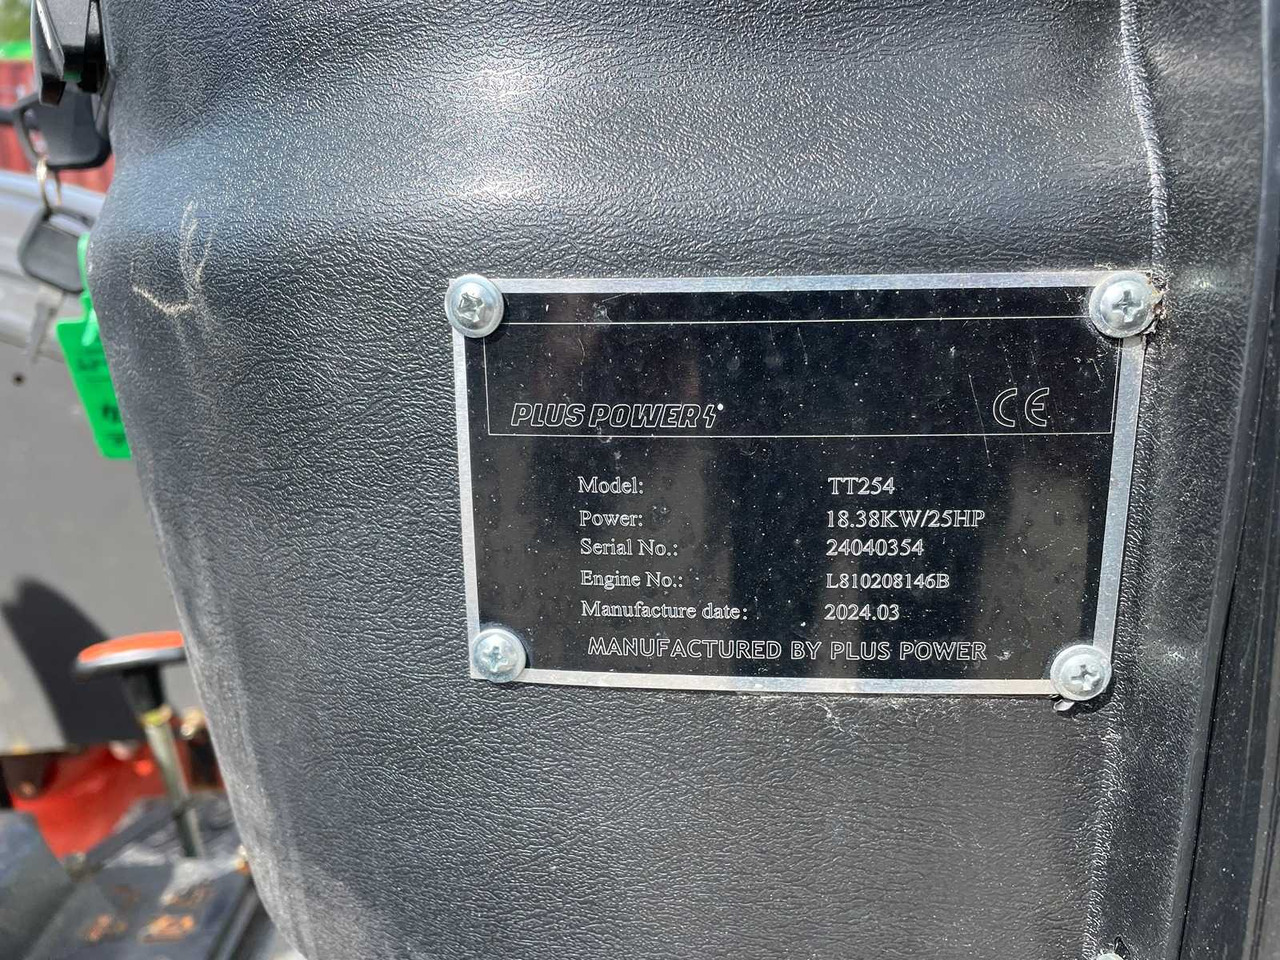 PLUS POWER CE
Model: TT254
Power: 18.38KW/25HP
Serial No.: 24040354
Engine No.: L810208146B
Manufacture date: 2024.03
MANUFACTURED BY PLUS POWER